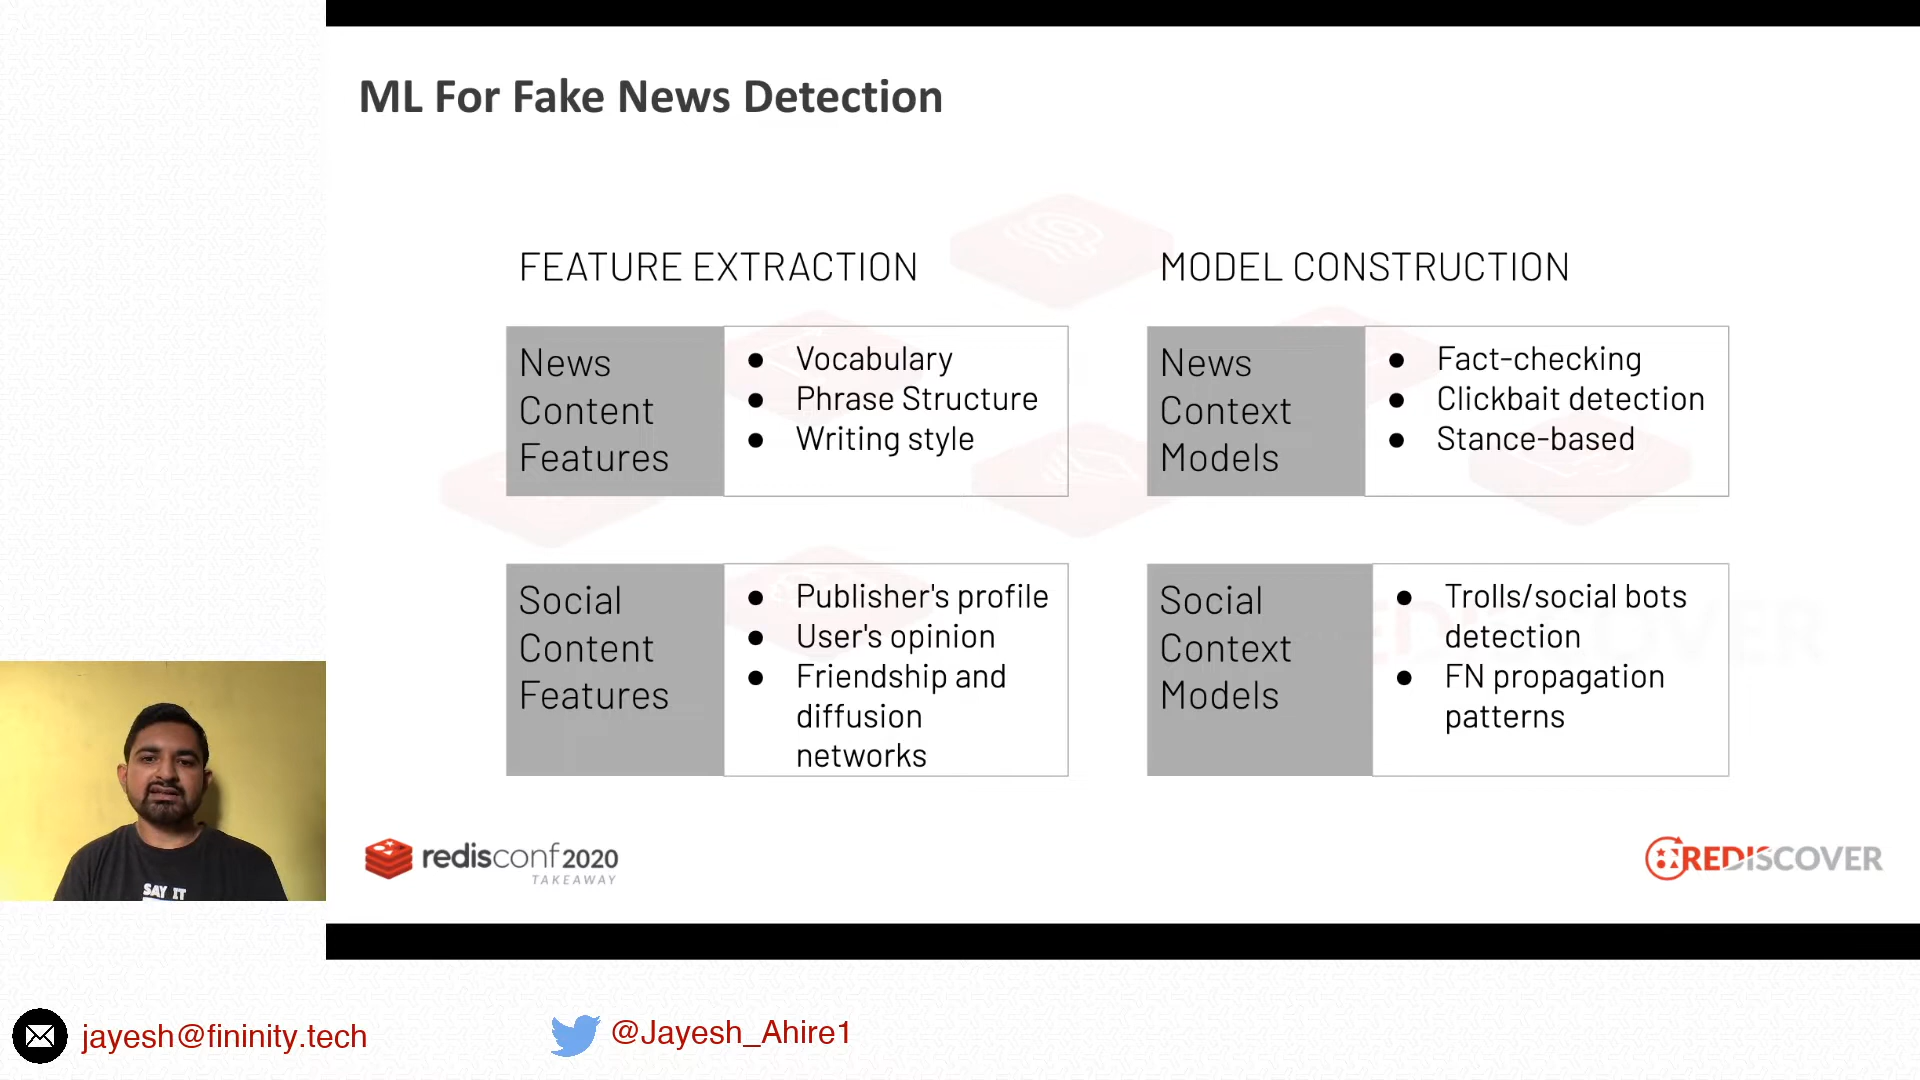 ML For Fake News Detection
FEATURE EXTRACTION
News
Content
Features
● Vocabulary
● Phrase Structure
● Writing style
Social
Content
Features
● Publisher's profile
● User's opinion
● Friendship and
diffusion
networks
MODEL CONSTRUCTION
News
Context
Models
● Fact-checking
● Clickbait detection
● Stance-based
Social
Context
Models
● Trolls/social bots
detection
● FN propagation
patterns
redisconf 2020
TAKEAWAY
REDISCOVER
SAY IT
jayesh@fininity.tech
@Jayesh_Ahire1